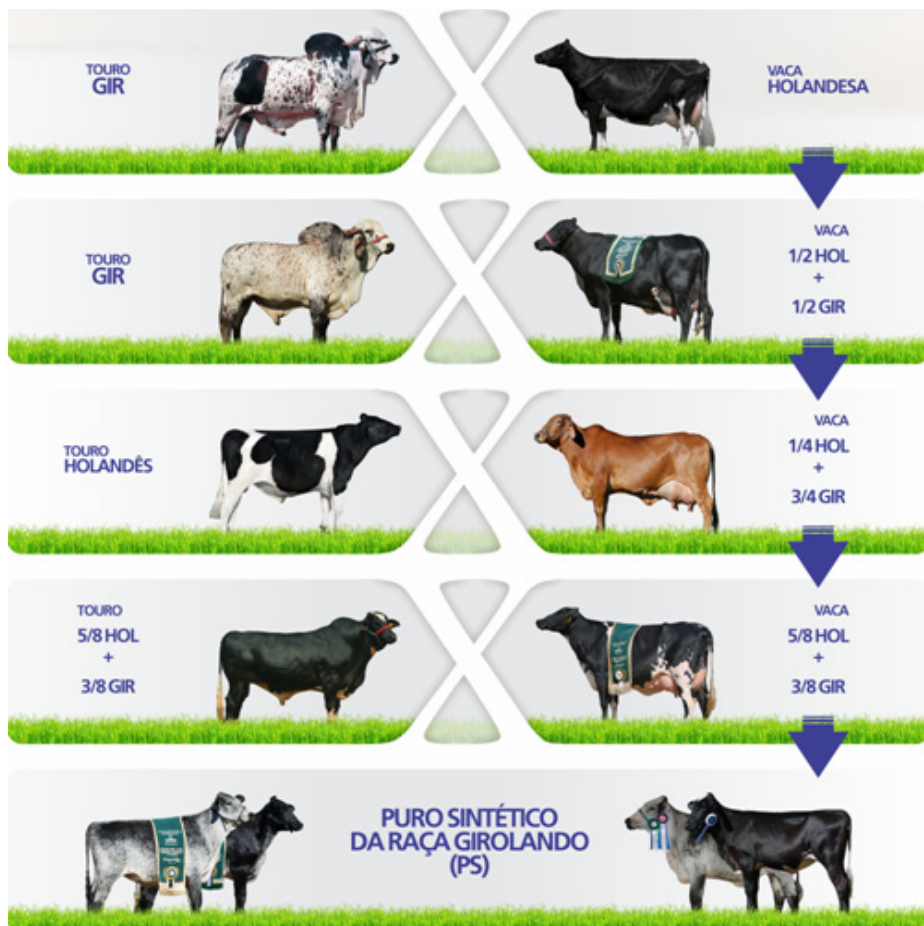 TOURO
GIR
VACA
HOLANDESA
TOURO
GIR
VACA
1/2 HOL
+
1/2 GIR
TOURO
HOLANDÊS
VACA
1/4 HOL
+
3/4 GIR
TOURO
5/8 HOL
+
3/8 GIR
VACA
5/8 HOL
+
3/8 GIR
PURO SINTÉTICO
DA RAÇA GIROLANDO
(PS)